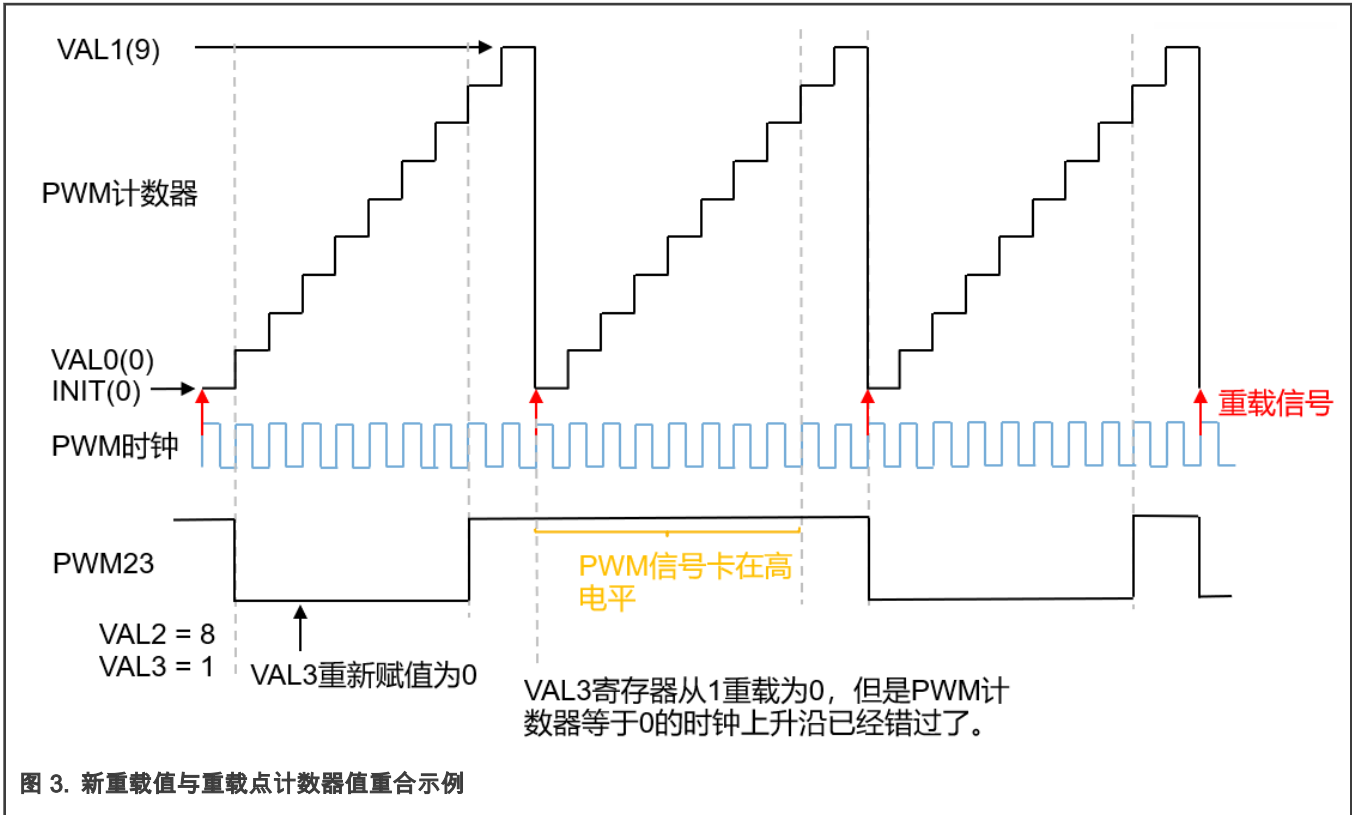 VAL1(9)
PWM计数器
VAL0(0)
INIT(0)
重载信号
PWM时钟
PWM23
PWM信号卡在高
电平
VAL2 = 8
VAL3 = 1
VAL3重新赋值为0
VAL3寄存器从1重载为0，但是PWM计
数器等于0的时钟上升沿已经错过了。
图 3. 新重载值与重载点计数器值重合示例